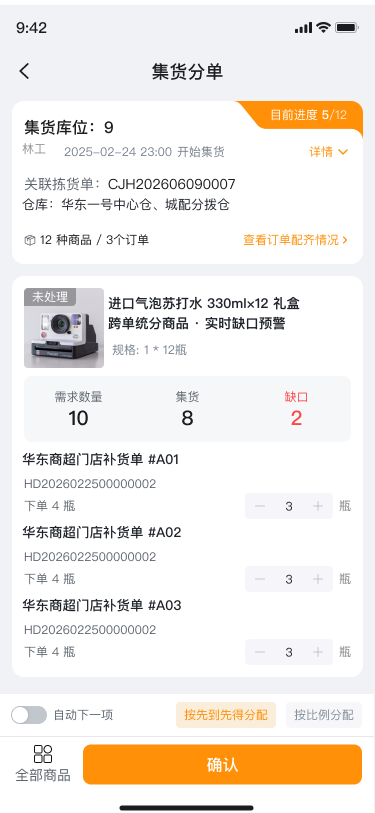 9:42
集货分单
集货库位：9
目前进度 5/12
林工 2025-02-24 23:00 开始集货 详情
关联拣货单：CJH202606090007
仓库：华东一号中心仓、城配分拨仓
12 种商品 / 3个订单 查看订单配齐情况
未处理
进口气泡苏打水 330ml×12 礼盒
跨单统分商品 · 实时缺口预警
规格: 1 * 12瓶
需求数量 集货 缺口
10 8 2
华东商超门店补货单 #A01
HD2026022500000002
下单 4 瓶 3 瓶
华东商超门店补货单 #A02
HD2026022500000002
下单 4 瓶 3 瓶
华东商超门店补货单 #A03
HD2026022500000002
下单 4 瓶 3 瓶
自动下一项 按先到先得分配 按比例分配
全部商品 确认